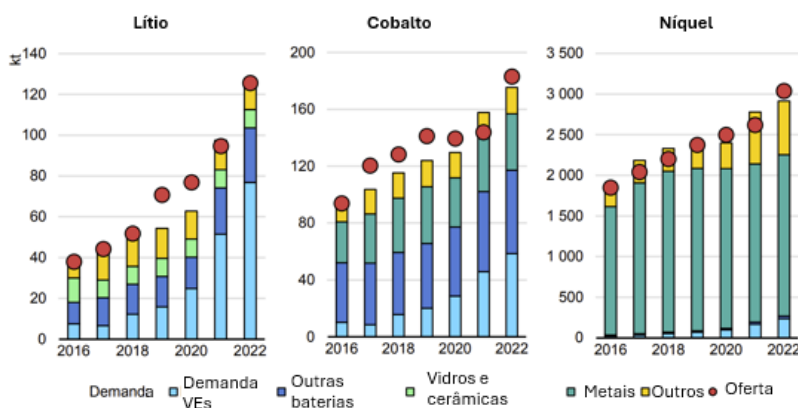 Lítio
Cobalto
Níquel
kt
140
120
100
80
60
40
20
0
2016 2018 2020 2022
200
160
120
80
40
0
2016 2018 2020 2022
3 500
3 000
2 500
2 000
1 500
1 000
500
0
2016 2018 2020 2022
Demanda
Demanda
VEs
Outras
baterias
Vidros e
cerâmicas
Metais
Outros
Oferta